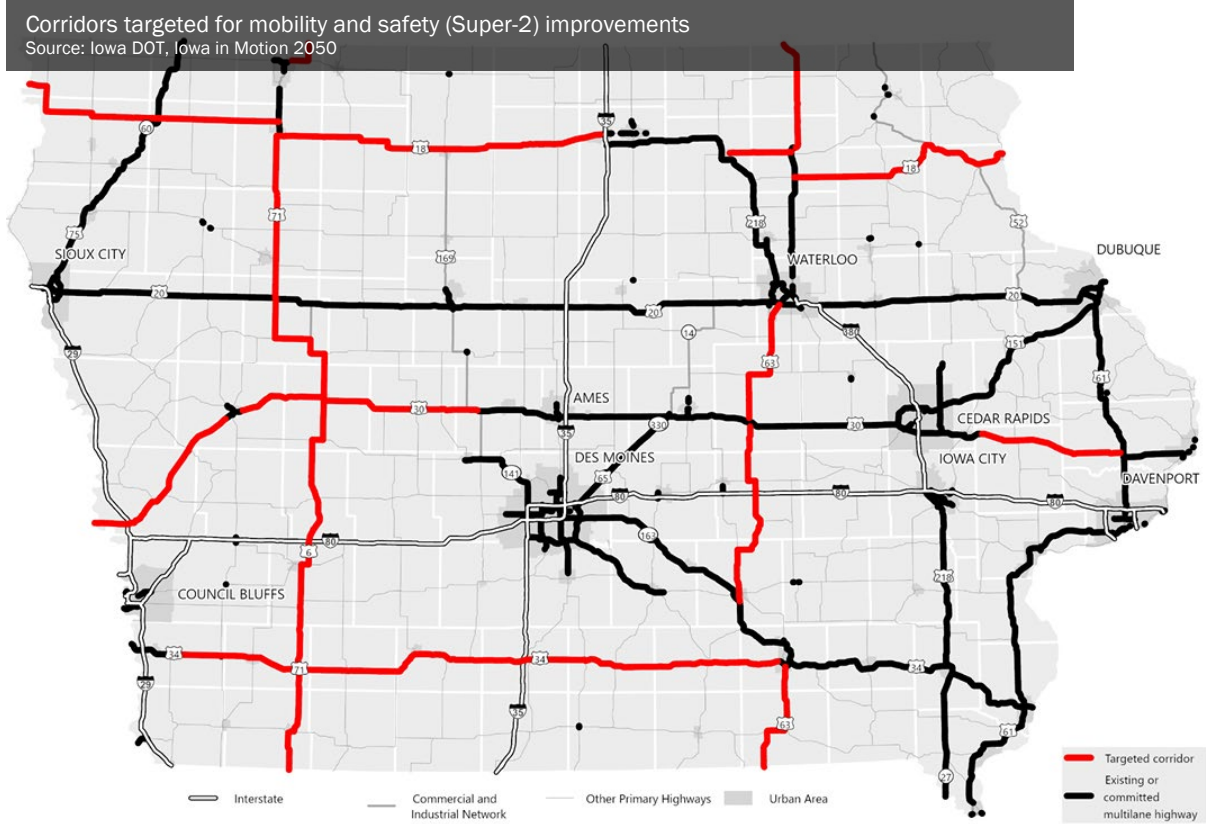 Corridors targeted for mobility and safety (Super-2) improvements
Source: Iowa DOT, Iowa in Motion 2050
35
60
18
18
71
218
52
75
SIOUX CITY
169
WATERLOO
DUBUQUE
20
20
20
14
380
151
29
63
61
30
AMES
330
30
CEDAR RAPIDS
35
DES MOINES
IOWA CITY
141
65
80
80
80
DAVENPORT
163
6
80
218
COUNCIL BLUFFS
34
71
34
34
29
35
63
61
27
Targeted corridor
Existing or
committed
multilane highway
Interstate
Commercial and
Industrial Network
Other Primary Highways
Urban Area